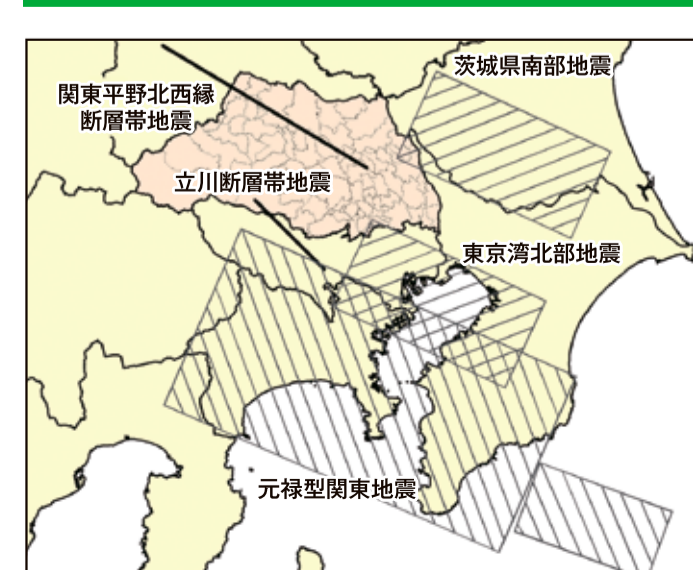 茨城県南部地震
関東平野北西縁
断層帯地震
立川断層帯地震
東京湾北部地震
元禄型関東地震